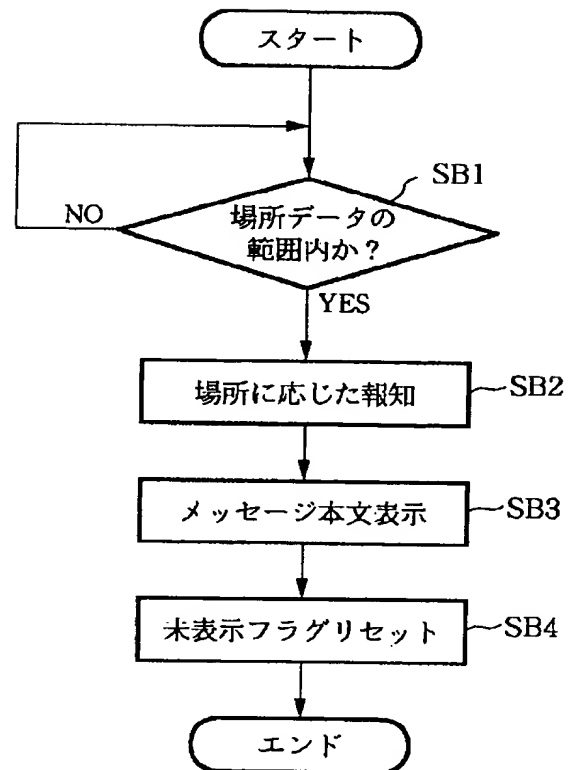 スタート
SB1
場所データの
範囲内か?
NO
YES
場所に応じた報知
SB2
メッセージ本文表示
SB3
未表示フラグリセット
SB4
エンド